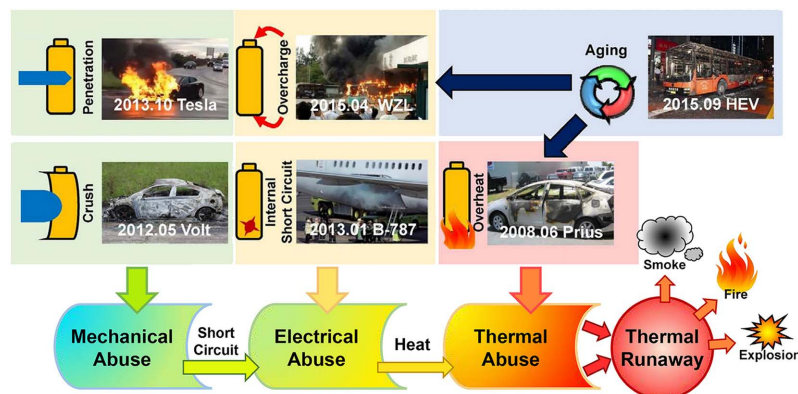 Penetration
2013.10 Tesla
Overcharge
2015.04 WZL
Aging
2015.09 HEV
Crush
2012.05 Volt
Internal
Short Circuit
2013.01 B-787
Overheat
2008.06 Prius
Smoke
Fire
Explosion
Mechanical
Abuse
Short
Circuit
Electrical
Abuse
Heat
Thermal
Abuse
Thermal
Runaway